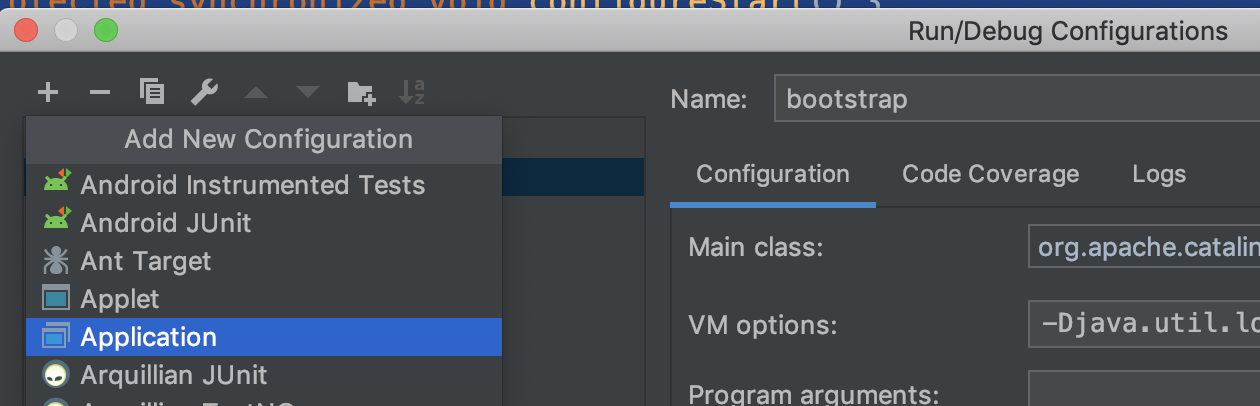 configureStart() {
Run/Debug Configurations
Name:
bootstrap
Add New Configuration
Android Instrumented Tests
Android JUnit
Ant Target
Applet
Application
Arquillian JUnit
Configuration Code Coverage Logs
Main class:
org.apache.catalin
VM options:
-Djava.util.lo
Program arguments: